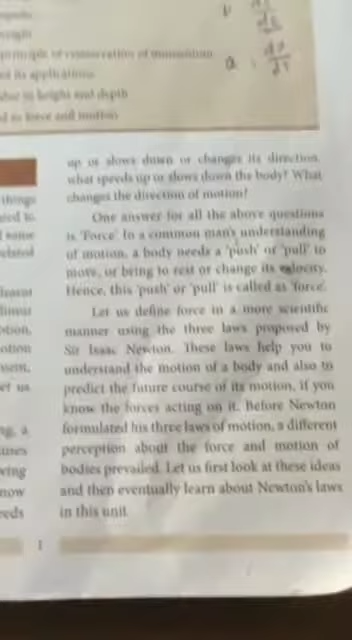 weight
principle of conservation of momentum
its applications
due to height and depth
force and motion
v
a = dv/dt
things
up or slows down or changes its direction,
what speeds up or slows down the body? What
changes the direction of motion?
One answer for all the above questions
is 'Force'. In a common man's understanding
of motion, a body needs a 'push' or 'pull' to
move, or bring to rest or change its velocity.
Hence, this 'push' or 'pull' is called as 'force'.
Let us define force in a more scientific
manner using the three laws proposed by
Sir Isaac Newton. These laws help you to
understand the motion of a body and also to
predict the future course of its motion, if you
know the forces acting on it. Before Newton
formulated his three laws of motion, a different
perception about the force and motion of
bodies prevailed. Let us first look at these ideas
and then eventually learn about Newton's laws
in this unit.
1